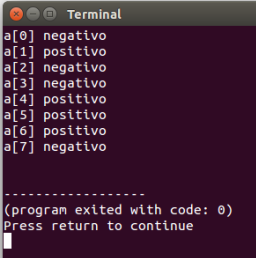 Terminal
a[0] negativo
a[1] positivo
a[2] negativo
a[3] negativo
a[4] positivo
a[5] positivo
a[6] positivo
a[7] negativo
------------------
(program exited with code: 0)
Press return to continue